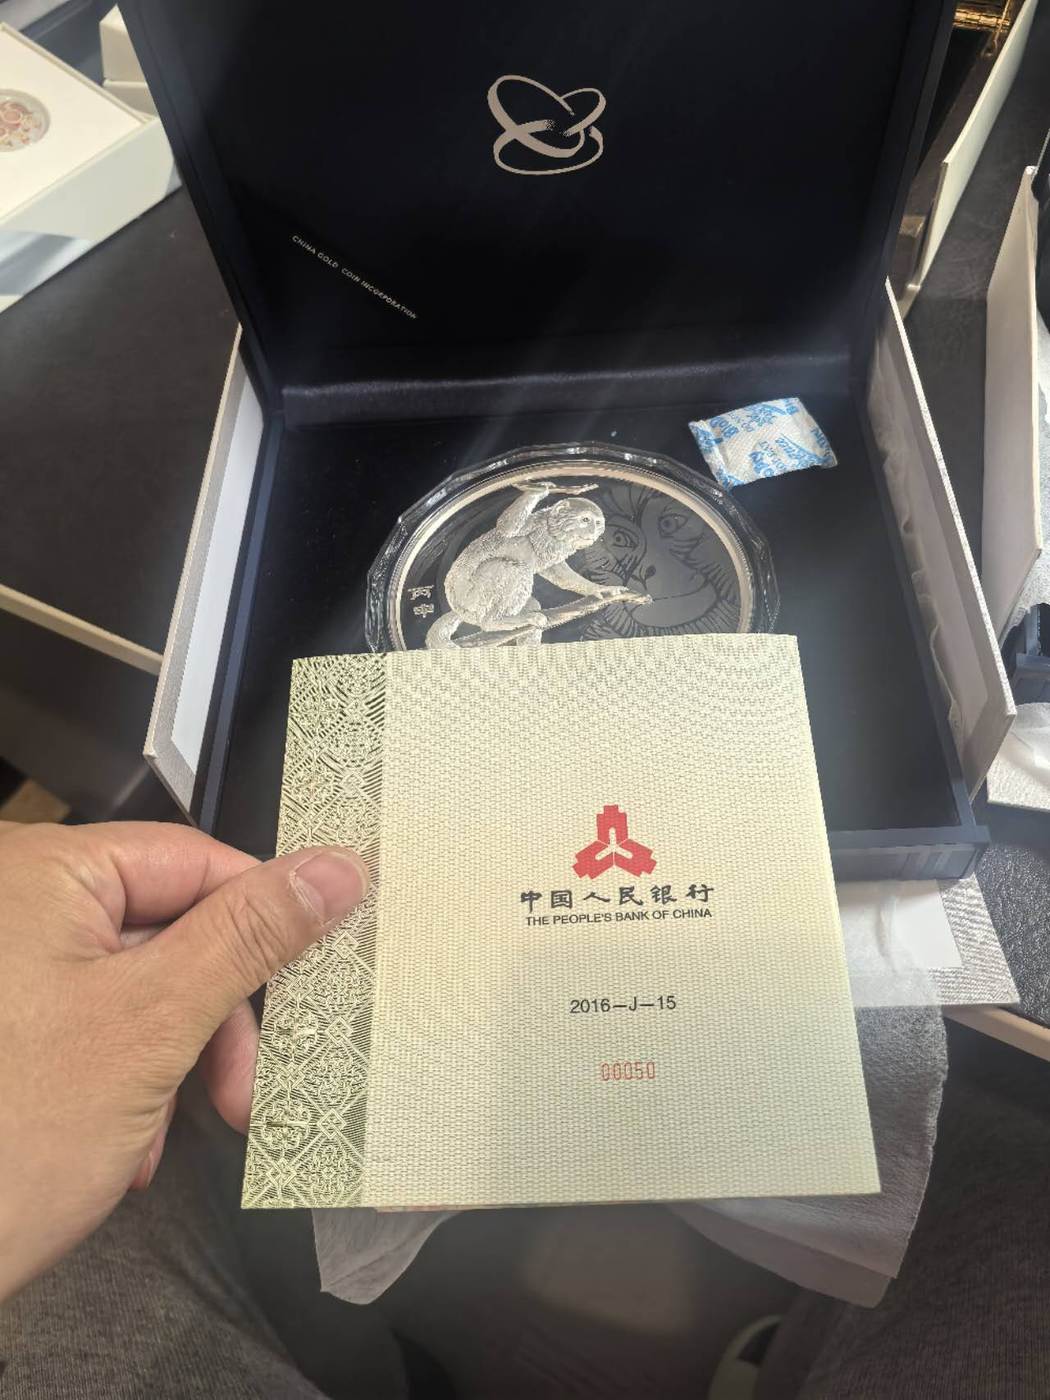 CHINA GOLD COIN INCORPORATION
丙申
中国人民银行
THE PEOPLE'S BANK OF CHINA
2016-J-15
00050